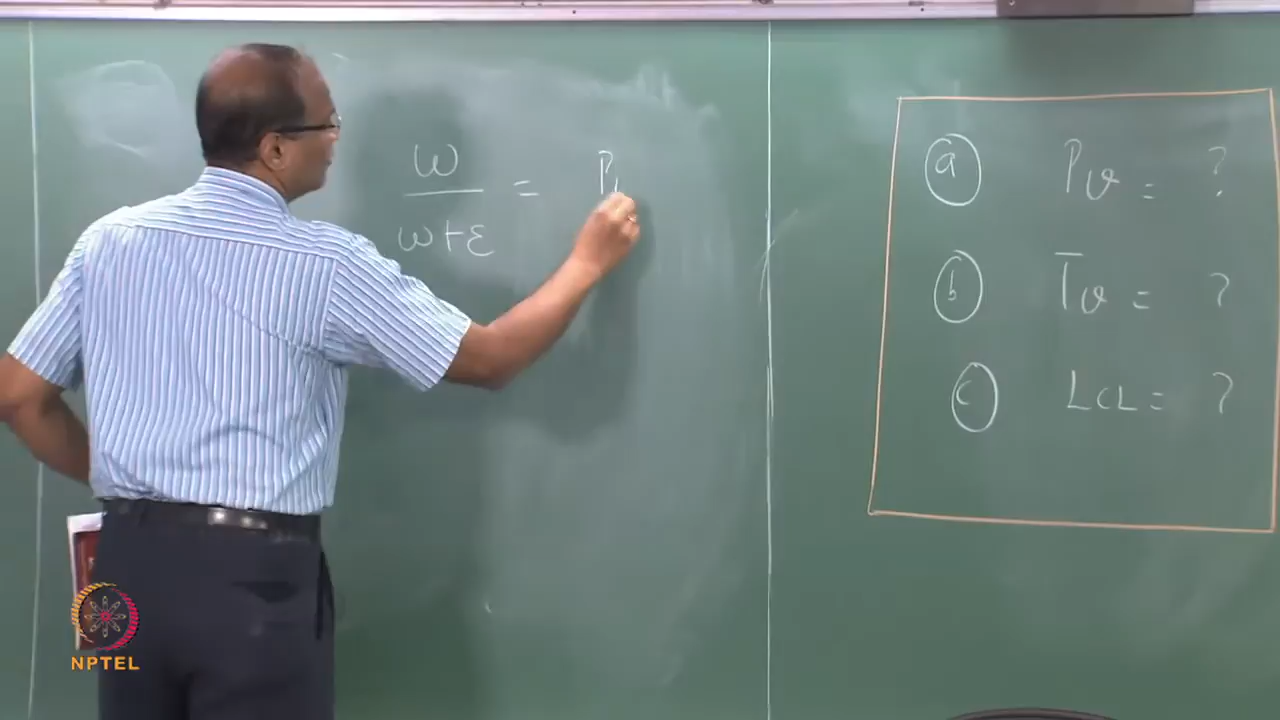 w
w+ε = P
a Pv = ?
b Tv = ?
c LCL = ?
NPTEL